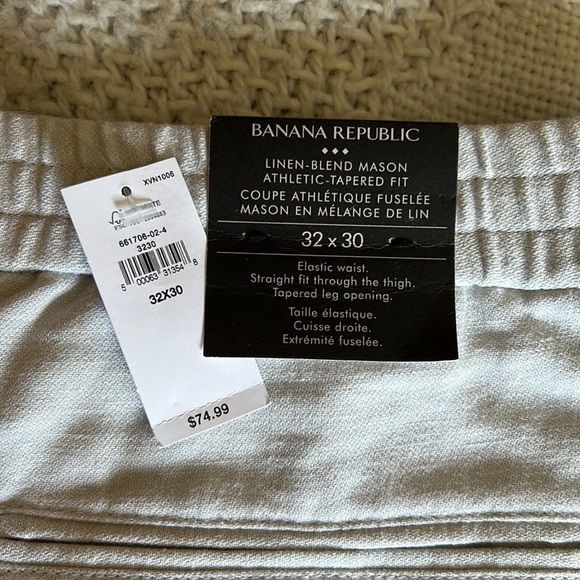 XVN1006
MIXTE
661706-02-4
3230
5 00063 31354 8
32X30
$74.99
BANANA REPUBLIC
LINEN-BLEND MASON
ATHLETIC-TAPERED FIT
COUPE ATHLÉTIQUE FUSELÉE
MASON EN MÉLANGE DE LIN
32 x 30
Elastic waist.
Straight fit through the thigh.
Tapered leg opening.
Taille élastique.
Cuisse droite.
Extrémité fuselée.